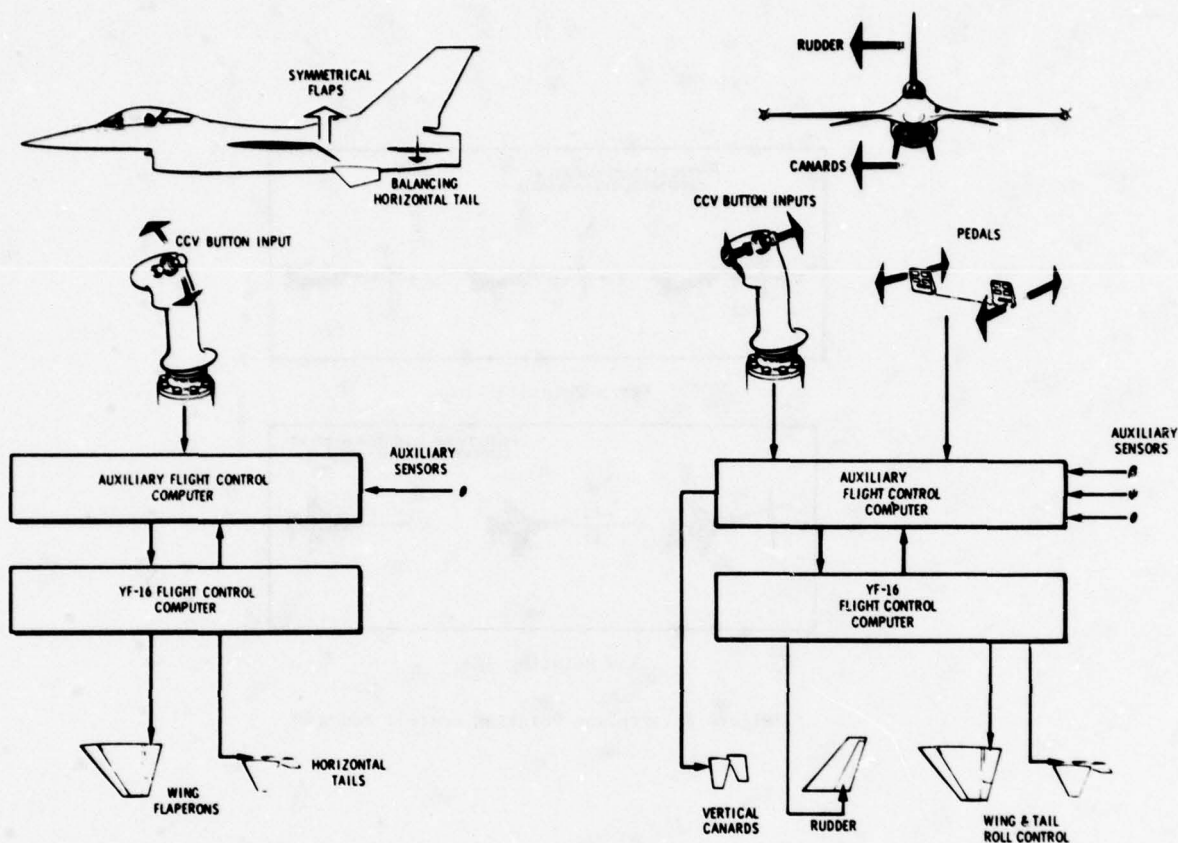 SYMMETRICAL
FLAPS
BALANCING
HORIZONTAL TAIL
CCV BUTTON INPUT
AUXILIARY FLIGHT CONTROL
COMPUTER
AUXILIARY
SENSORS
θ
YF-16 FLIGHT CONTROL
COMPUTER
WING
FLAPERONS
HORIZONTAL
TAILS
RUDDER
CANARDS
CCV BUTTON INPUTS
PEDALS
AUXILIARY
FLIGHT CONTROL
COMPUTER
AUXILIARY
SENSORS
β
ψ
YF-16
FLIGHT CONTROL
COMPUTER
VERTICAL
CANARDS
RUDDER
WING & TAIL
ROLL CONTROL